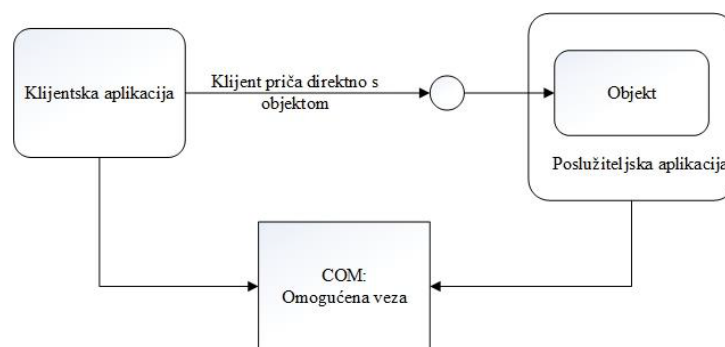 Klijentska aplikacija
Klijent priča direktno s
objektom
Objekt
Poslužiteljska aplikacija
COM:
Omogućena veza